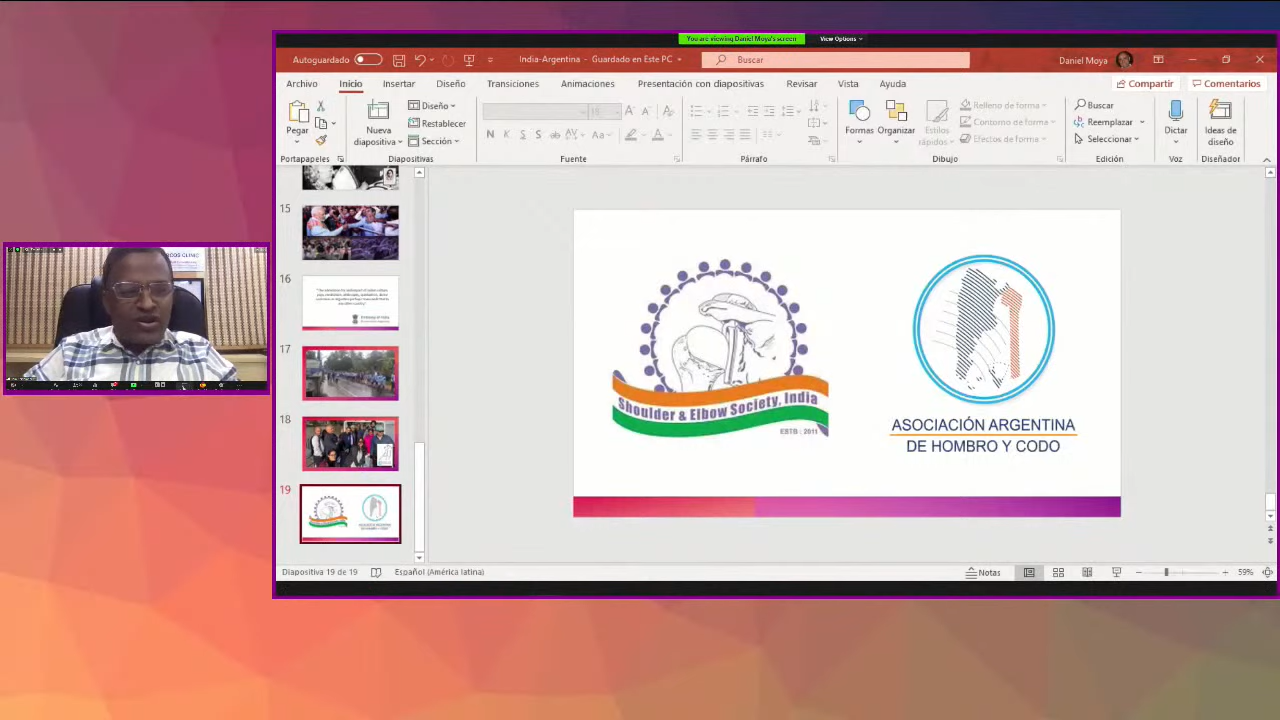 You are viewing Daniel Moya's screen
View Options
Autoguardado
India-Argentina - Guardado en Este PC
Buscar
Daniel Moya
Archivo
Inicio
Insertar
Diseño
Transiciones
Animaciones
Presentación con diapositivas
Revisar
Vista
Ayuda
Compartir
Comentarios
Pegar
Nueva
diapositiva
Diseño
Restablecer
Sección
Formas
Organizar
Estilos
rápidos
Relleno de forma
Contorno de forma
Efectos de forma
Buscar
Reemplazar
Seleccionar
Dictar
Ideas de
diseño
Portapapeles
Diapositivas
Fuente
Párrafo
Dibujo
Edición
Voz
Diseñador
15
16
17
18
19
Shoulder & Elbow Society, India
ESTB : 2011
ASOCIACIÓN ARGENTINA
DE HOMBRO Y CODO
Diapositiva 19 de 19
Español (América latina)
Notas
59%